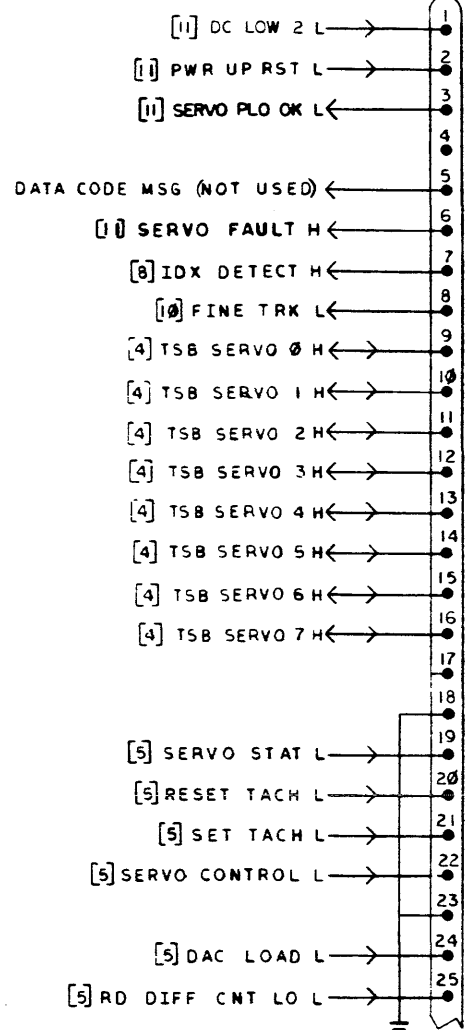 [11] DC LOW 2 L 1
[11] PWR UP RST L 2
[11] SERVO PLO OK L 3
4
DATA CODE MSG (NOT USED) 5
[11] SERVO FAULT H 6
[8] IDX DETECT H 7
[1Ø] FINE TRK L 8
[4] TSB SERVO Ø H 9
[4] TSB SERVO 1 H 1Ø
[4] TSB SERVO 2 H 11
[4] TSB SERVO 3 H 12
[4] TSB SERVO 4 H 13
[4] TSB SERVO 5 H 14
[4] TSB SERVO 6 H 15
[4] TSB SERVO 7 H 16
17
18
[5] SERVO STAT L 19
[5] RESET TACH L 2Ø
[5] SET TACH L 21
[5] SERVO CONTROL L 22
23
[5] DAC LOAD L 24
[5] RD DIFF CNT LO L 25